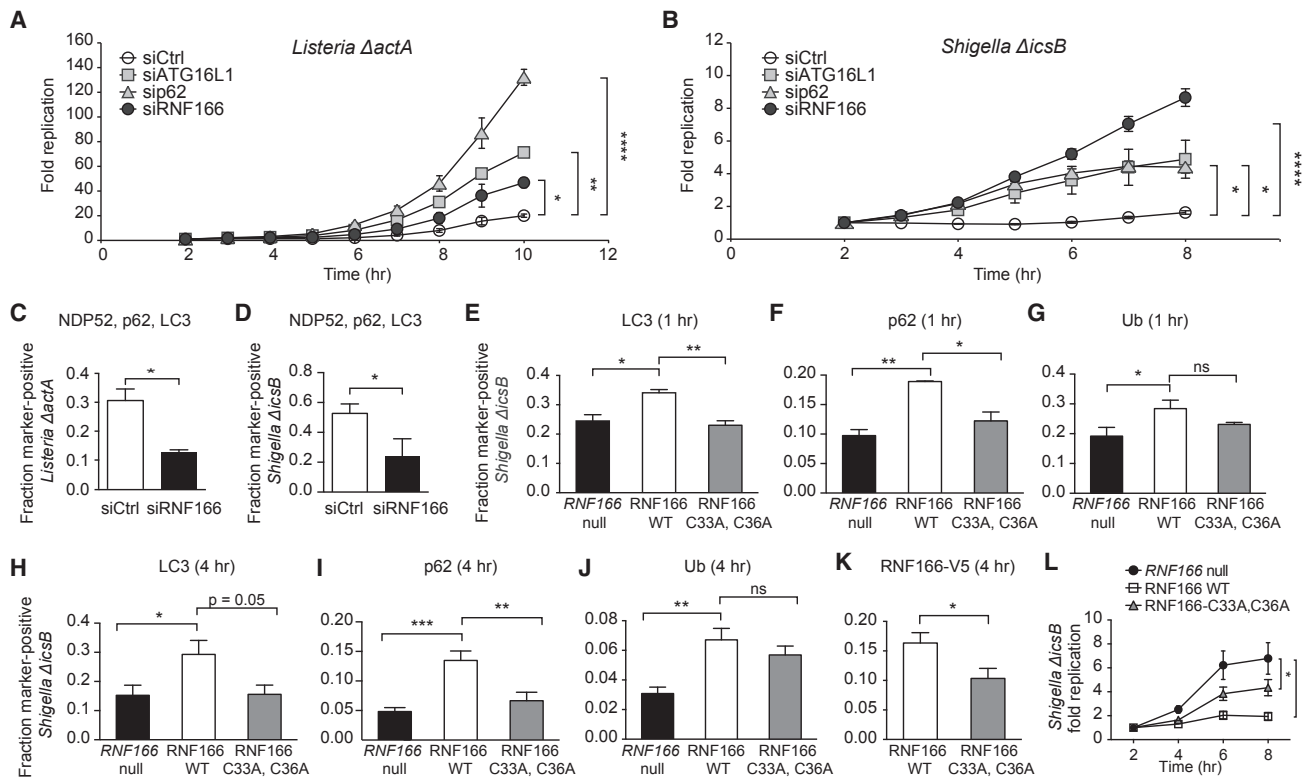 A
Listeria ΔactA
siCtrl
siATG16L1
sip62
siRNF166
Fold replication
160
140
120
100
80
60
40
20
0
0
2
4
6
8
10
12
Time (hr)
*
**
****
B
Shigella ΔicsB
siCtrl
siATG16L1
sip62
siRNF166
Fold replication
12
10
8
6
4
2
0
0
2
4
6
8
Time (hr)
*
*
****
C
NDP52, p62, LC3
Fraction marker-positive
Listeria ΔactA
0.4
0.3
0.2
0.1
0.0
*
siCtrl siRNF166
D
NDP52, p62, LC3
Fraction marker-positive
Shigella ΔicsB
0.8
0.6
0.4
0.2
0.0
*
siCtrl siRNF166
E
LC3 (1 hr)
Fraction marker-positive
Shigella ΔicsB
0.5
0.4
0.3
0.2
0.1
0.0
*
**
RNF166 RNF166 RNF166
null WT C33A, C36A
F
p62 (1 hr)
0.20
0.15
0.10
0.05
0.00
**
*
RNF166 RNF166 RNF166
null WT C33A, C36A
G
Ub (1 hr)
0.5
0.4
0.3
0.2
0.1
0.0
*
ns
RNF166 RNF166 RNF166
null WT C33A, C36A
H
LC3 (4 hr)
Fraction marker-positive
Shigella ΔicsB
0.4
0.3
0.2
0.1
0.0
*
p = 0.05
RNF166 RNF166 RNF166
null WT C33A, C36A
I
p62 (4 hr)
0.20
0.15
0.10
0.05
0.00
***
**
RNF166 RNF166 RNF166
null WT C33A, C36A
J
Ub (4 hr)
0.08
0.06
0.04
0.02
0.00
**
ns
RNF166 RNF166 RNF166
null WT C33A, C36A
K
RNF166-V5 (4 hr)
0.20
0.15
0.10
0.05
0.00
*
RNF166 RNF166
WT C33A, C36A
L
RNF166 null
RNF166 WT
RNF166-C33A,C36A
Shigella ΔicsB
fold replication
10
8
6
4
2
0
2
4
6
8
Time (hr)
*